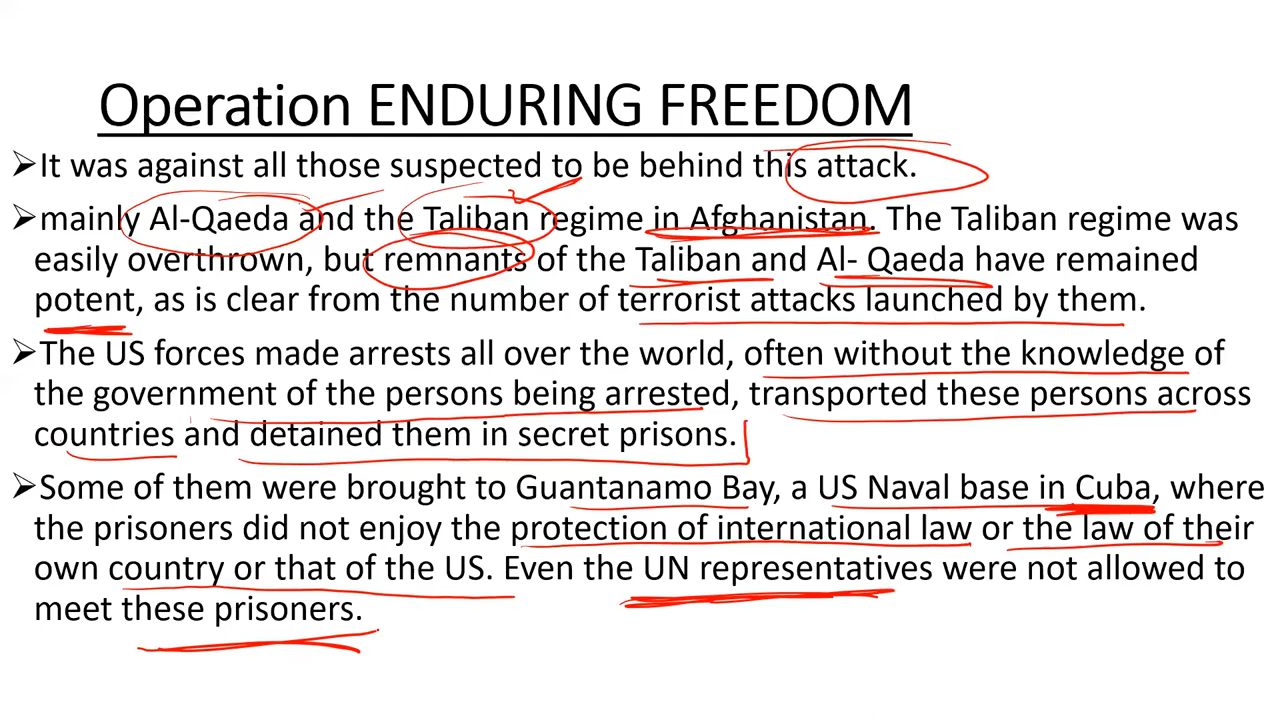 Operation ENDURING FREEDOM
➢It was against all those suspected to be behind this attack.
➢mainly Al-Qaeda and the Taliban regime in Afghanistan. The Taliban regime was
easily overthrown, but remnants of the Taliban and Al- Qaeda have remained
potent, as is clear from the number of terrorist attacks launched by them.
➢The US forces made arrests all over the world, often without the knowledge of
the government of the persons being arrested, transported these persons across
countries and detained them in secret prisons.
➢Some of them were brought to Guantanamo Bay, a US Naval base in Cuba, where
the prisoners did not enjoy the protection of international law or the law of their
own country or that of the US. Even the UN representatives were not allowed to
meet these prisoners.